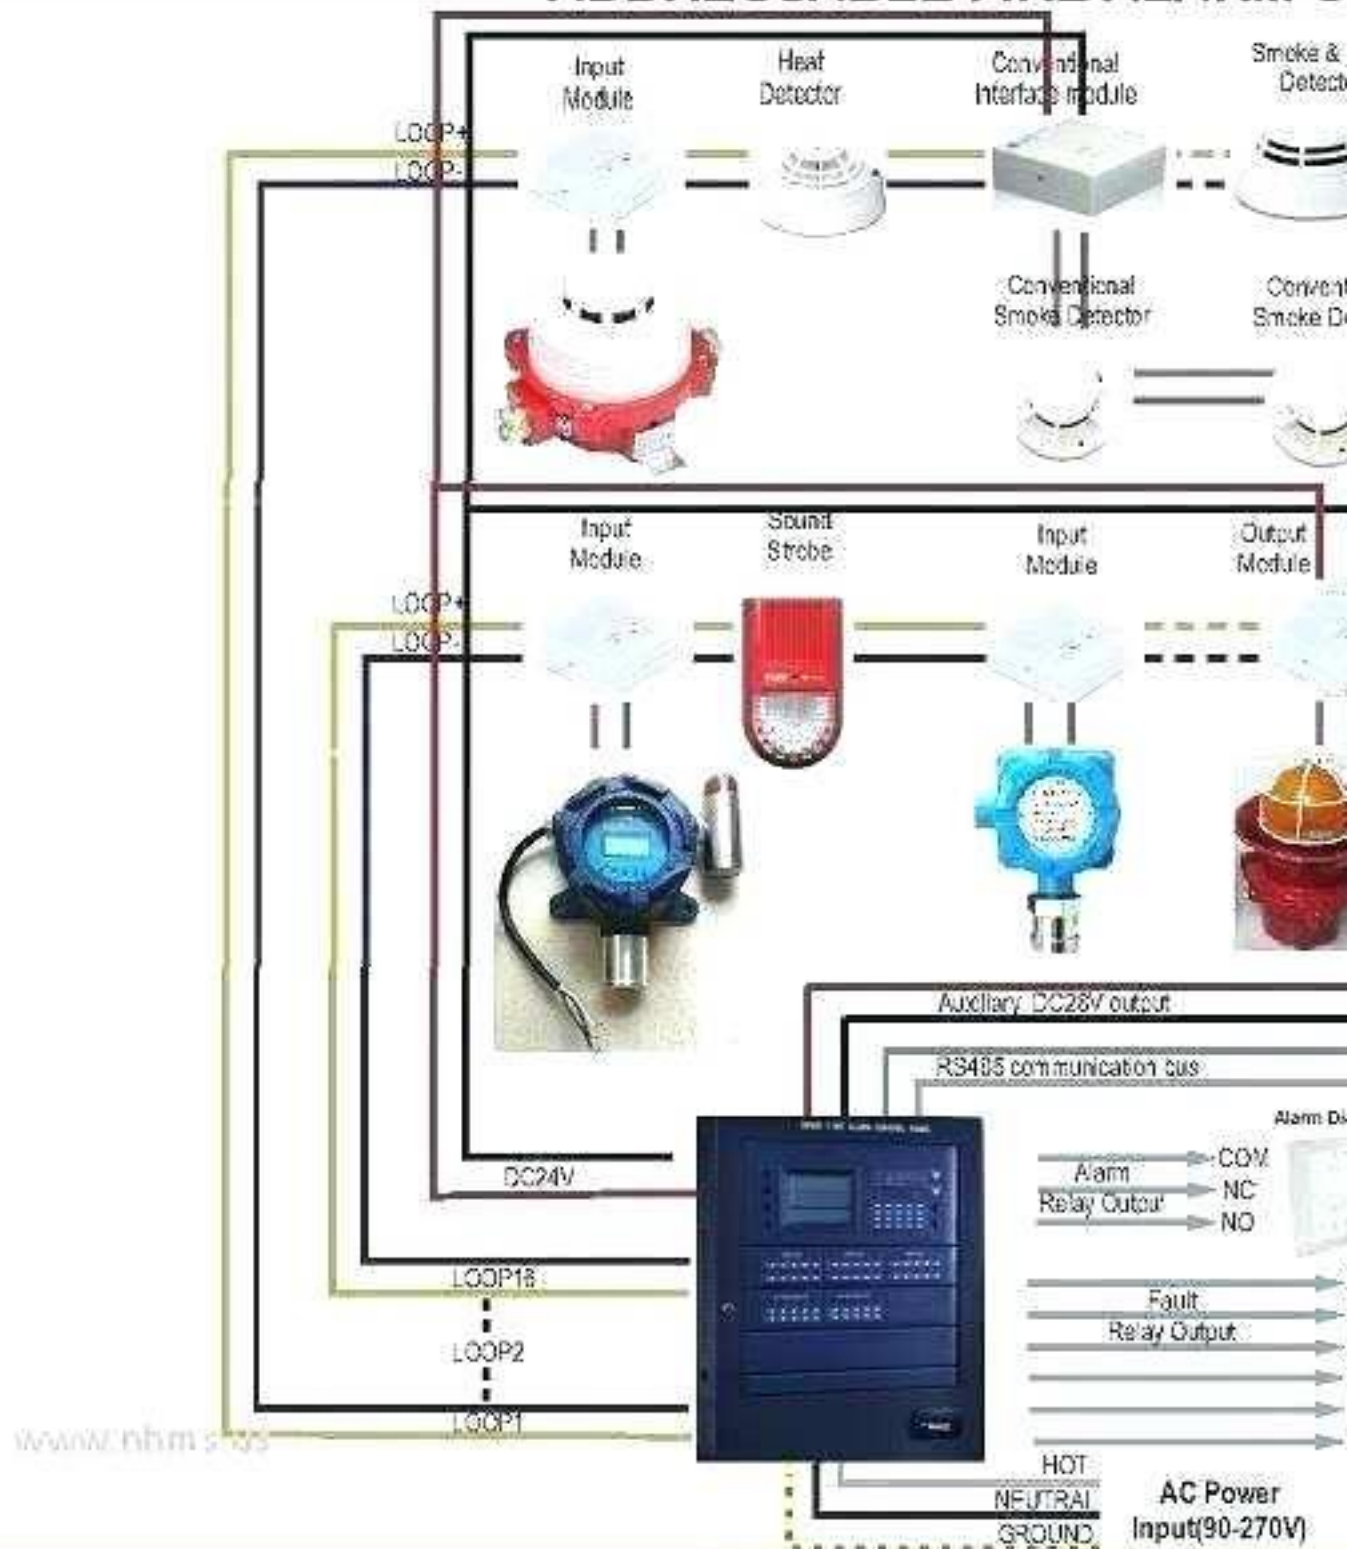 Input
Module
Heat
Detector
Conventional
Interface module
Smoke &
LOOP+
LOOP-
Conventional
Smoke Detector
Input
Module
Sound
Strobe
Input
Module
Output
Module
LOOP+
LOOP-
Auxiliary DC28V output
RS485 communication bus
DC24V
Alarm
Relay Output
COM
NC
NO
LOOP16
Fault
Relay Output
LOOP2
LOOP1
HOT
NEUTRAL
GROUND
AC Power
Input(90-270V)